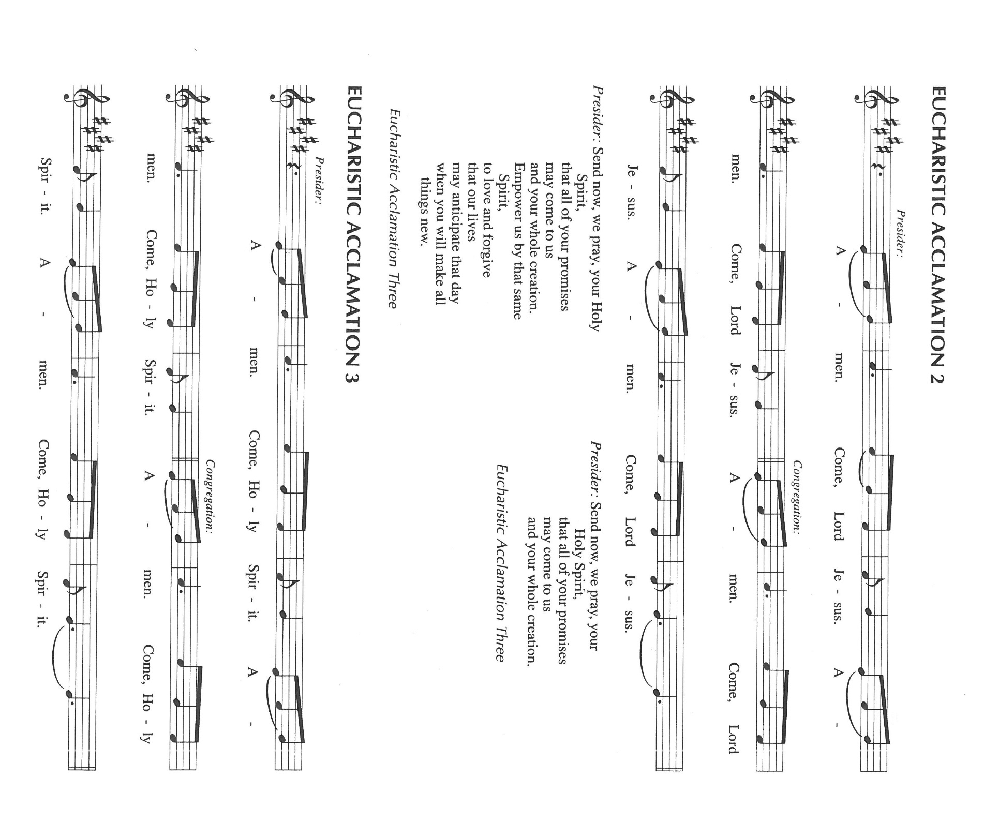 EUCHARISTIC ACCLAMATION 2
Presider:
A - men. Come, Lord Je - sus. A -
Congregation:
men. Come, Lord Je - sus. A - men. Come, Lord
Je - sus. A - men. Come, Lord Je - sus.
Presider: Send now, we pray, your Holy
Spirit,
that all of your promises
may come to us
and your whole creation.
Empower us by that same
Spirit,
to love and forgive
that our lives
may anticipate that day
when you will make all
things new.
Eucharistic Acclamation Three
Presider: Send now, we pray, your
Holy Spirit,
that all of your promises
may come to us
and your whole creation.
Eucharistic Acclamation Three
EUCHARISTIC ACCLAMATION 3
Presider:
A - men. Come, Ho - ly Spir - it. A -
Congregation:
men. Come, Ho - ly Spir - it. A - men. Come, Ho - ly
Spir - it. A - men. Come, Ho - ly Spir - it.